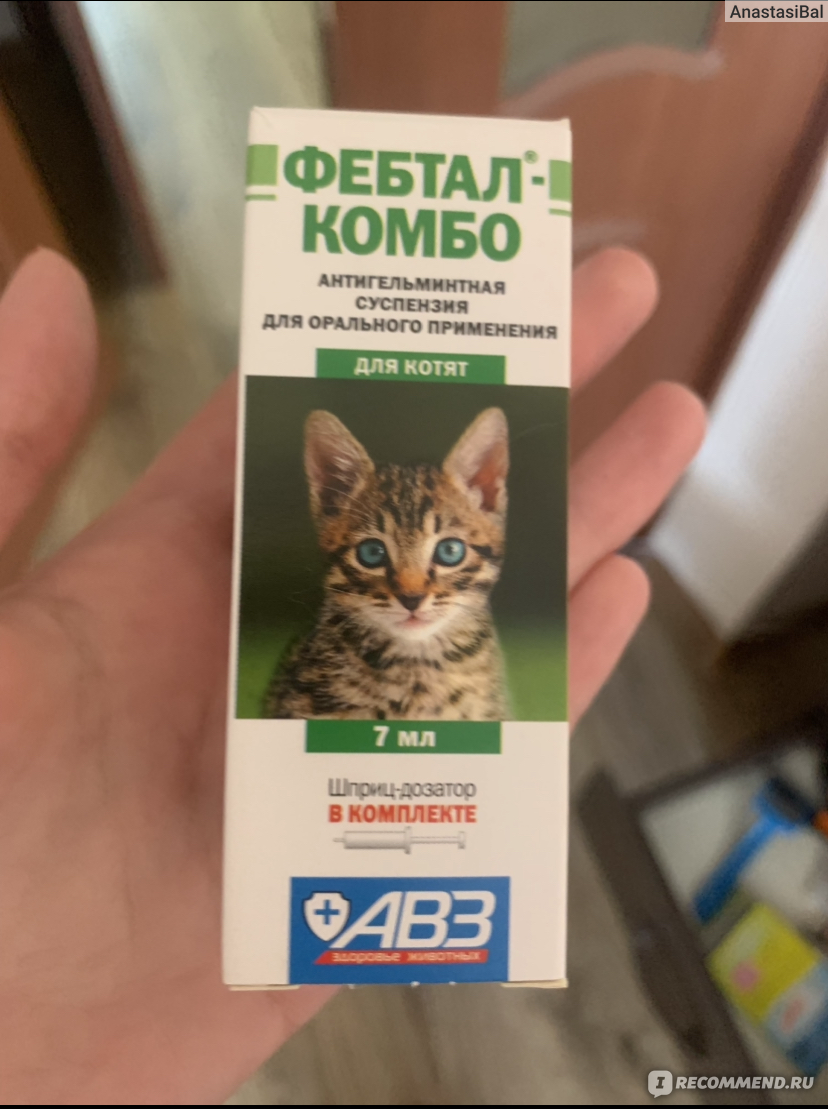 AnastasiBal
ФЕБТАЛ®-
КОМБО
АНТИГЕЛЬМИНТНАЯ
СУСПЕНЗИЯ
ДЛЯ ОРАЛЬНОГО ПРИМЕНЕНИЯ
ДЛЯ КОТЯТ
7 мл
Шприц-дозатор
В КОМПЛЕКТЕ
АВЗ
здоровье животных
IRECOMMEND.RU